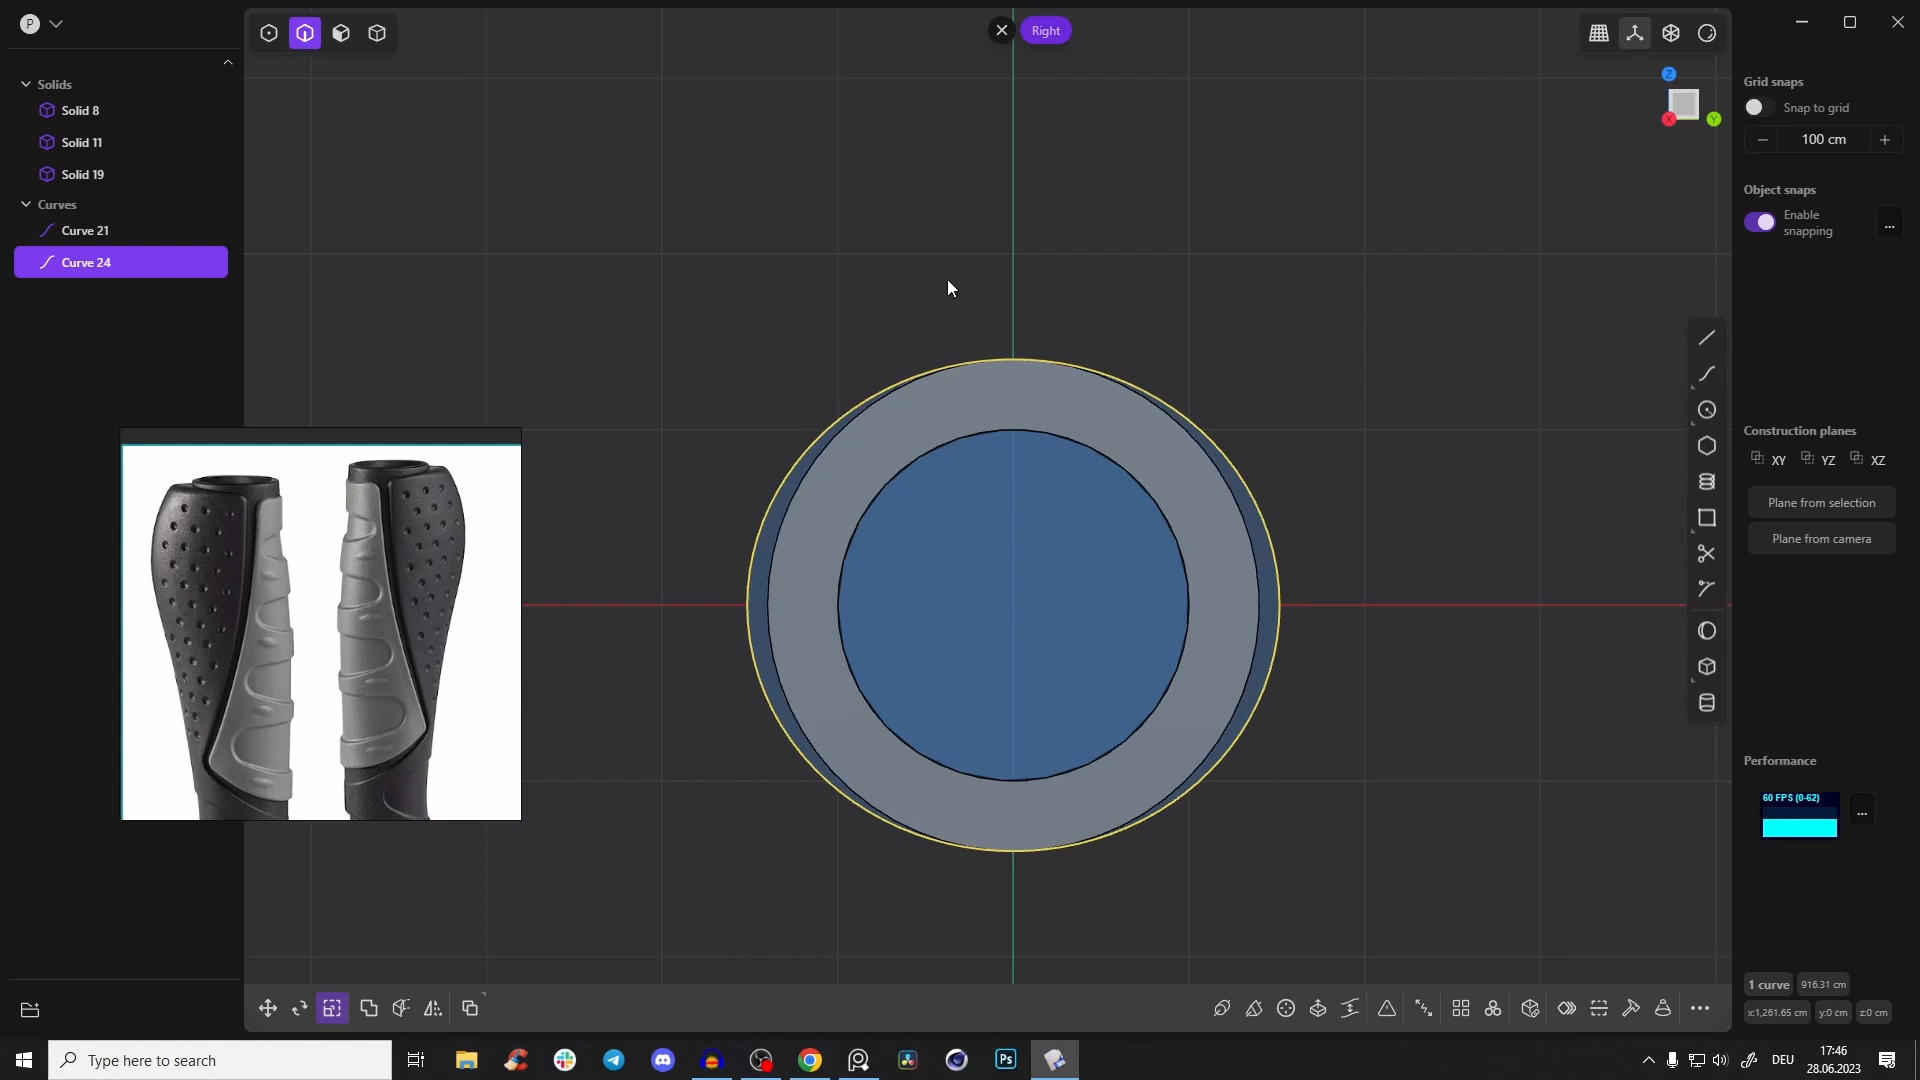 P
Right
Solids
Solid 8
Solid 11
Solid 19
Curves
Curve 21
Curve 24
Z
X
Y
Grid snaps
Snap to grid
100 cm
Object snaps
Enable
snapping
...
Construction planes
XY
YZ
XZ
Plane from selection
Plane from camera
Performance
60 FPS (0-62)
...
1 curve
916.31 cm
x:1,261.65 cm
y:0 cm
z:0 cm
Type here to search
Ps
DEU
17:46
28.06.2023